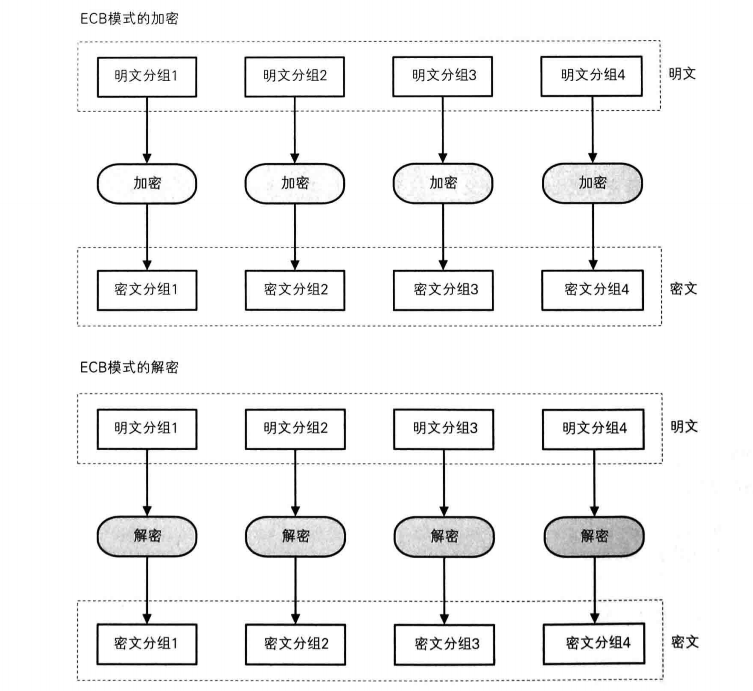 ECB模式的加密
明文分组1 明文分组2 明文分组3 明文分组4 明文
加密 加密 加密 加密
密文分组1 密文分组2 密文分组3 密文分组4 密文
ECB模式的解密
明文分组1 明文分组2 明文分组3 明文分组4 明文
解密 解密 解密 解密
密文分组1 密文分组2 密文分组3 密文分组4 密文